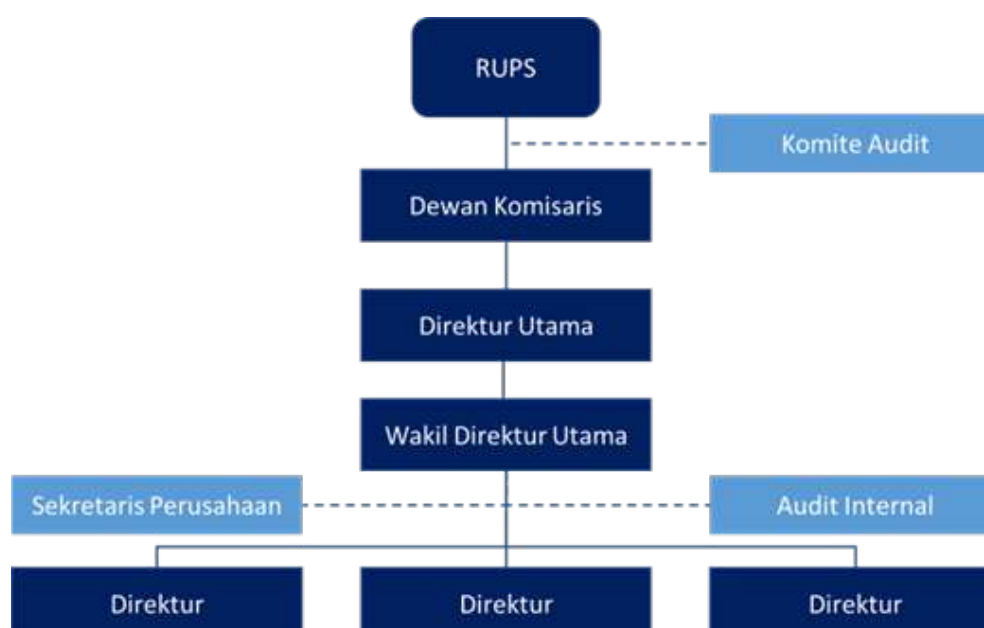 RUPS
Komite Audit
Dewan Komisaris
Direktur Utama
Wakil Direktur Utama
Sekretaris Perusahaan
Audit Internal
Direktur
Direktur
Direktur